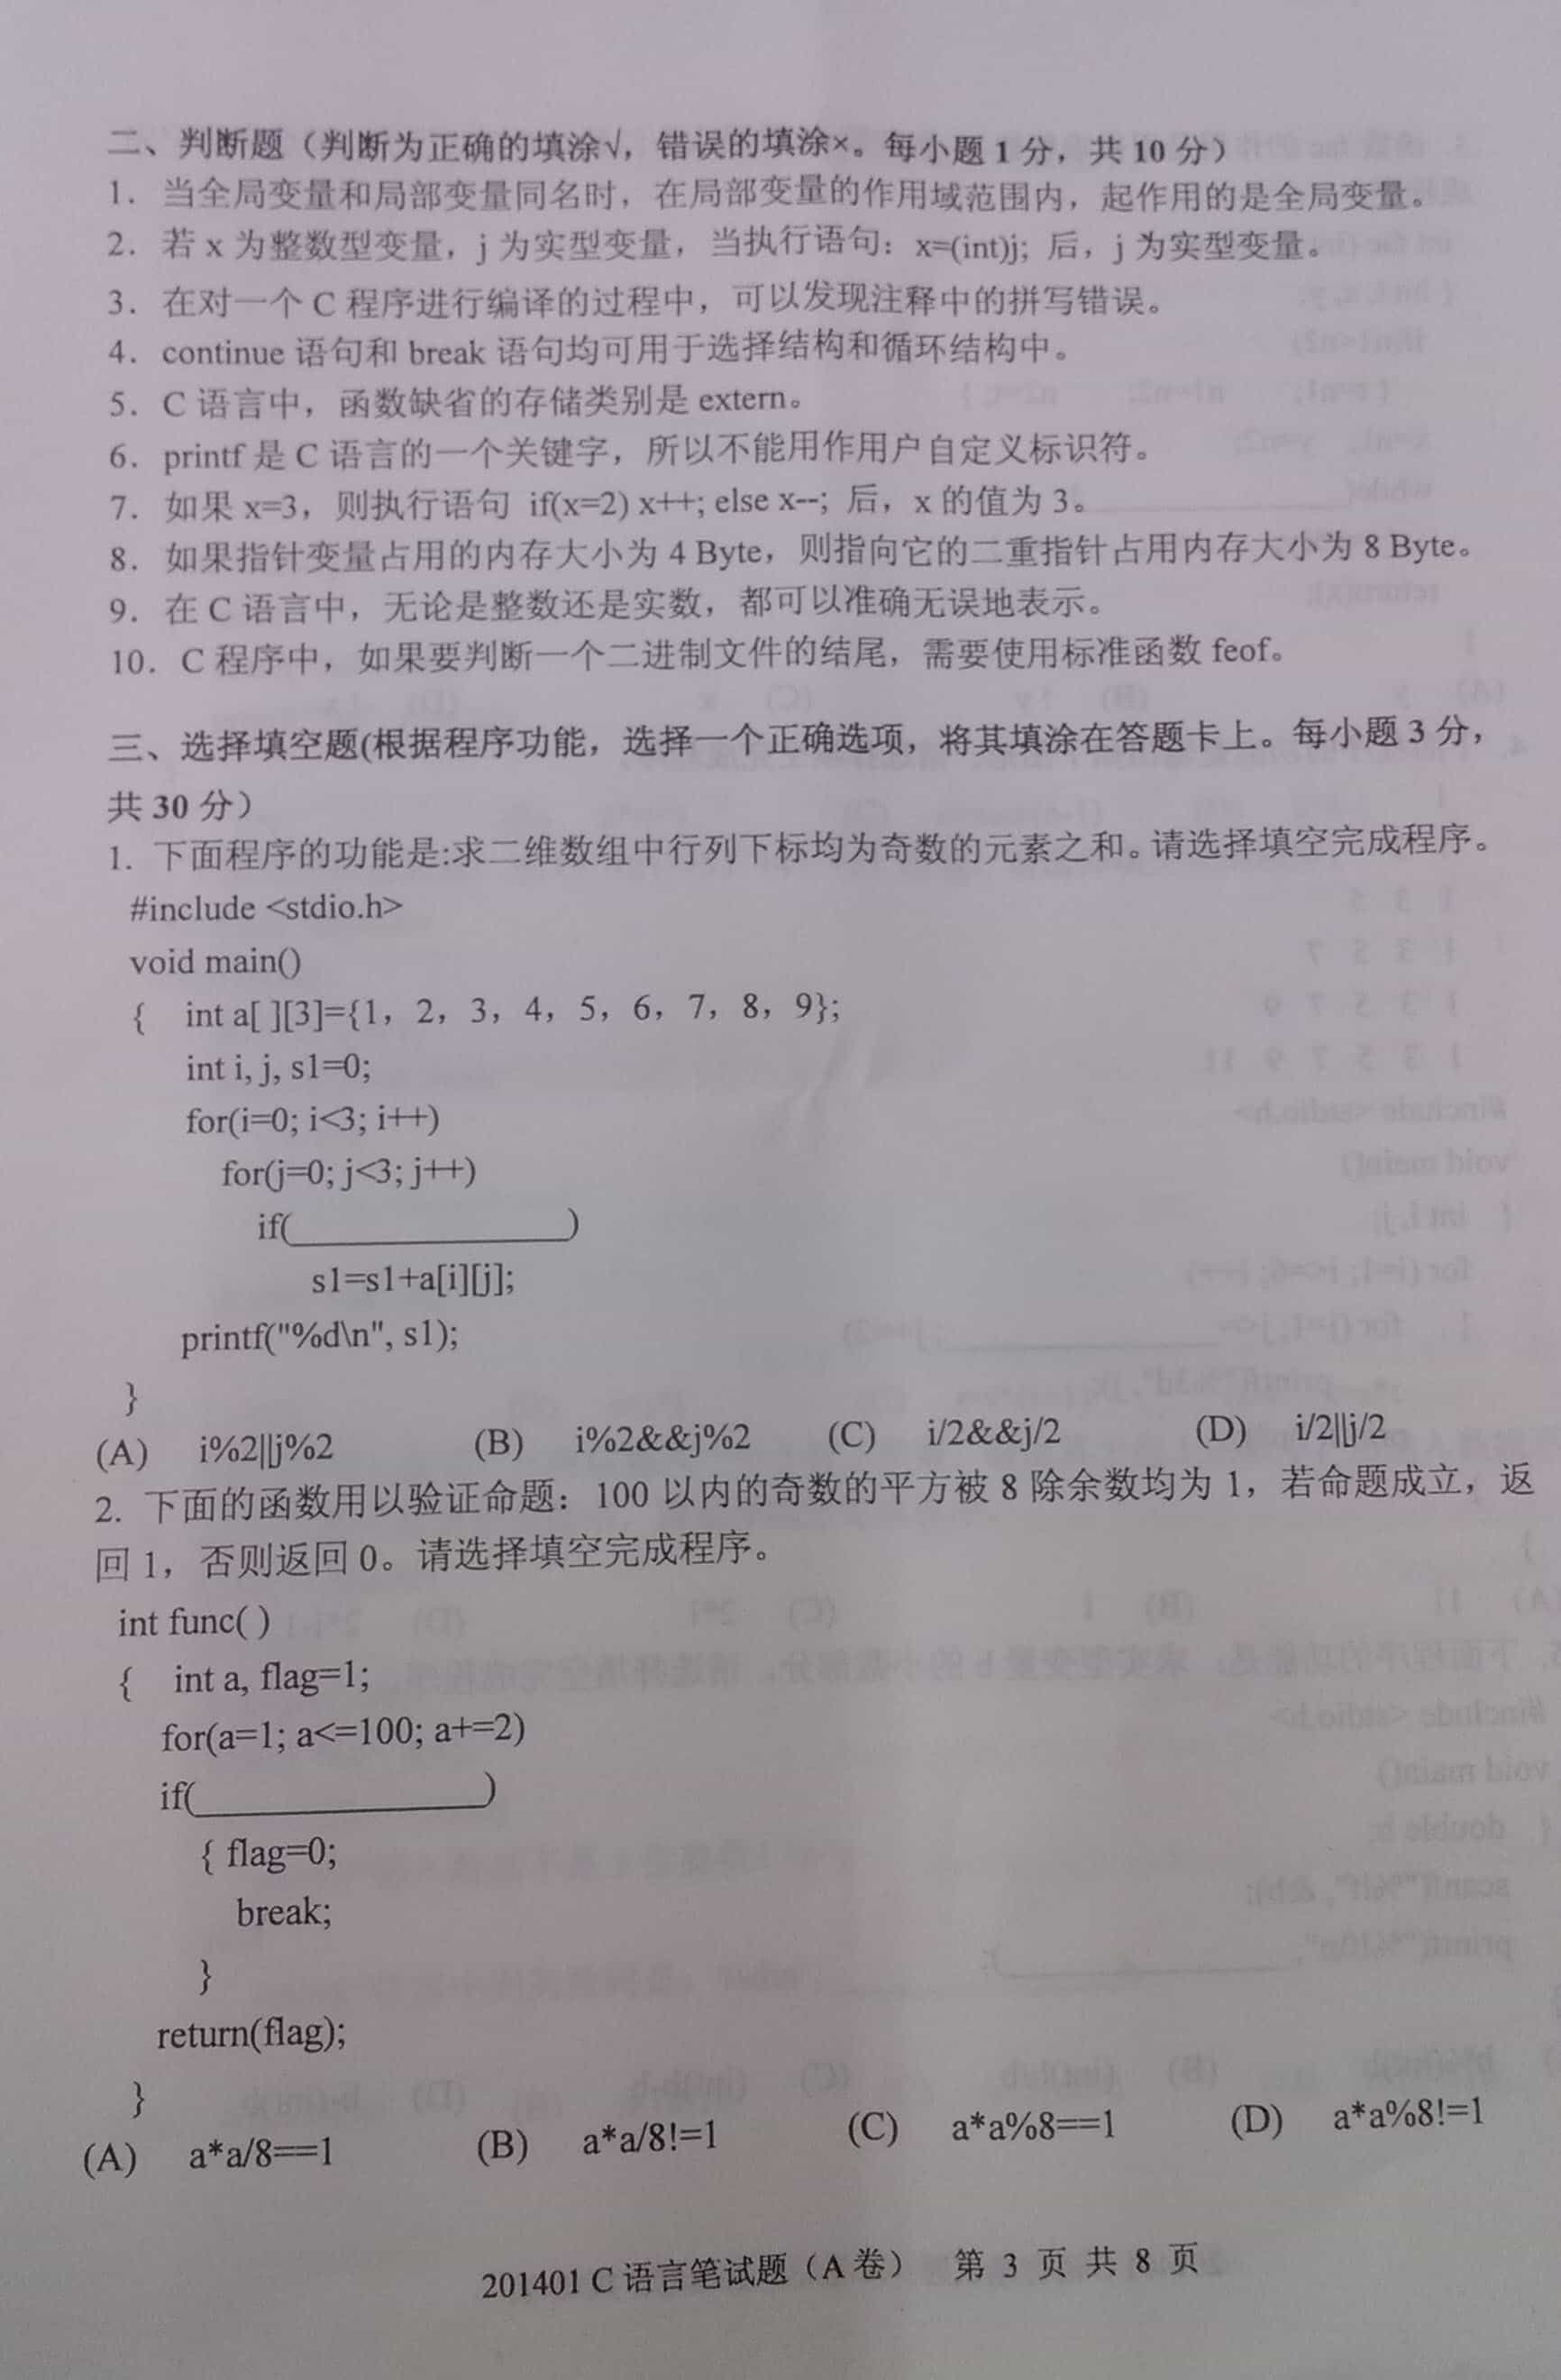 二、判断题（判断为正确的填涂√，错误的填涂×。每小题 1 分，共 10 分）
1．当全局变量和局部变量同名时，在局部变量的作用域范围内，起作用的是全局变量。
2．若 x 为整数型变量，j 为实型变量，当执行语句：x=(int)j; 后，j 为实型变量。
3．在对一个 C 程序进行编译的过程中，可以发现注释中的拼写错误。
4．continue 语句和 break 语句均可用于选择结构和循环结构中。
5．C 语言中，函数缺省的存储类别是 extern。
6．printf 是 C 语言的一个关键字，所以不能用作用户自定义标识符。
7．如果 x=3，则执行语句 if(x=2) x++; else x--; 后，x 的值为 3。
8．如果指针变量占用的内存大小为 4 Byte，则指向它的二重指针占用内存大小为 8 Byte。
9．在 C 语言中，无论是整数还是实数，都可以准确无误地表示。
10．C 程序中，如果要判断一个二进制文件的结尾，需要使用标准函数 feof。
三、选择填空题(根据程序功能，选择一个正确选项，将其填涂在答题卡上。每小题 3 分，
共 30 分）
1. 下面程序的功能是:求二维数组中行列下标均为奇数的元素之和。请选择填空完成程序。
#include <stdio.h>
void main()
{ int a[ ][3]={1，2，3，4，5，6，7，8，9};
int i, j, s1=0;
for(i=0; i<3; i++)
for(j=0; j<3; j++)
if(______________)
s1=s1+a[i][j];
printf("%d\n", s1);
}
(A) i%2||j%2 (B) i%2&&j%2 (C) i/2&&j/2 (D) i/2||j/2
2. 下面的函数用以验证命题：100 以内的奇数的平方被 8 除余数均为 1，若命题成立，返
回 1，否则返回 0。请选择填空完成程序。
int func( )
{ int a, flag=1;
for(a=1; a<=100; a+=2)
if(______________)
{ flag=0;
break;
}
return(flag);
}
(A) a*a/8==1 (B) a*a/8!=1 (C) a*a%8==1 (D) a*a%8!=1
201401 C 语言笔试题（A 卷） 第 3 页 共 8 页